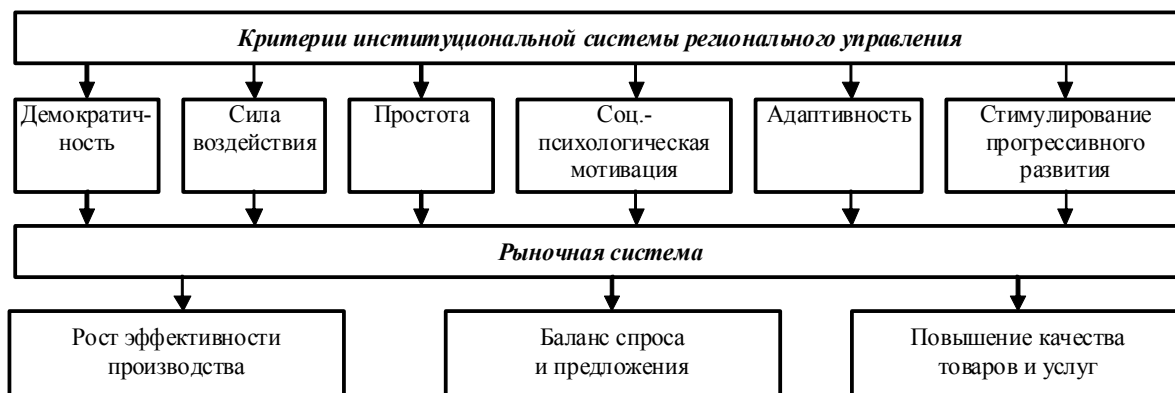 Критерии институциональной системы регионального управления
Демократич-
ность
Сила
воздействия
Простота
Соц.-
психологическая
мотивация
Адаптивность
Стимулирование
прогрессивного
развития
Рыночная система
Рост эффективности
производства
Баланс спроса
и предложения
Повышение качества
товаров и услуг